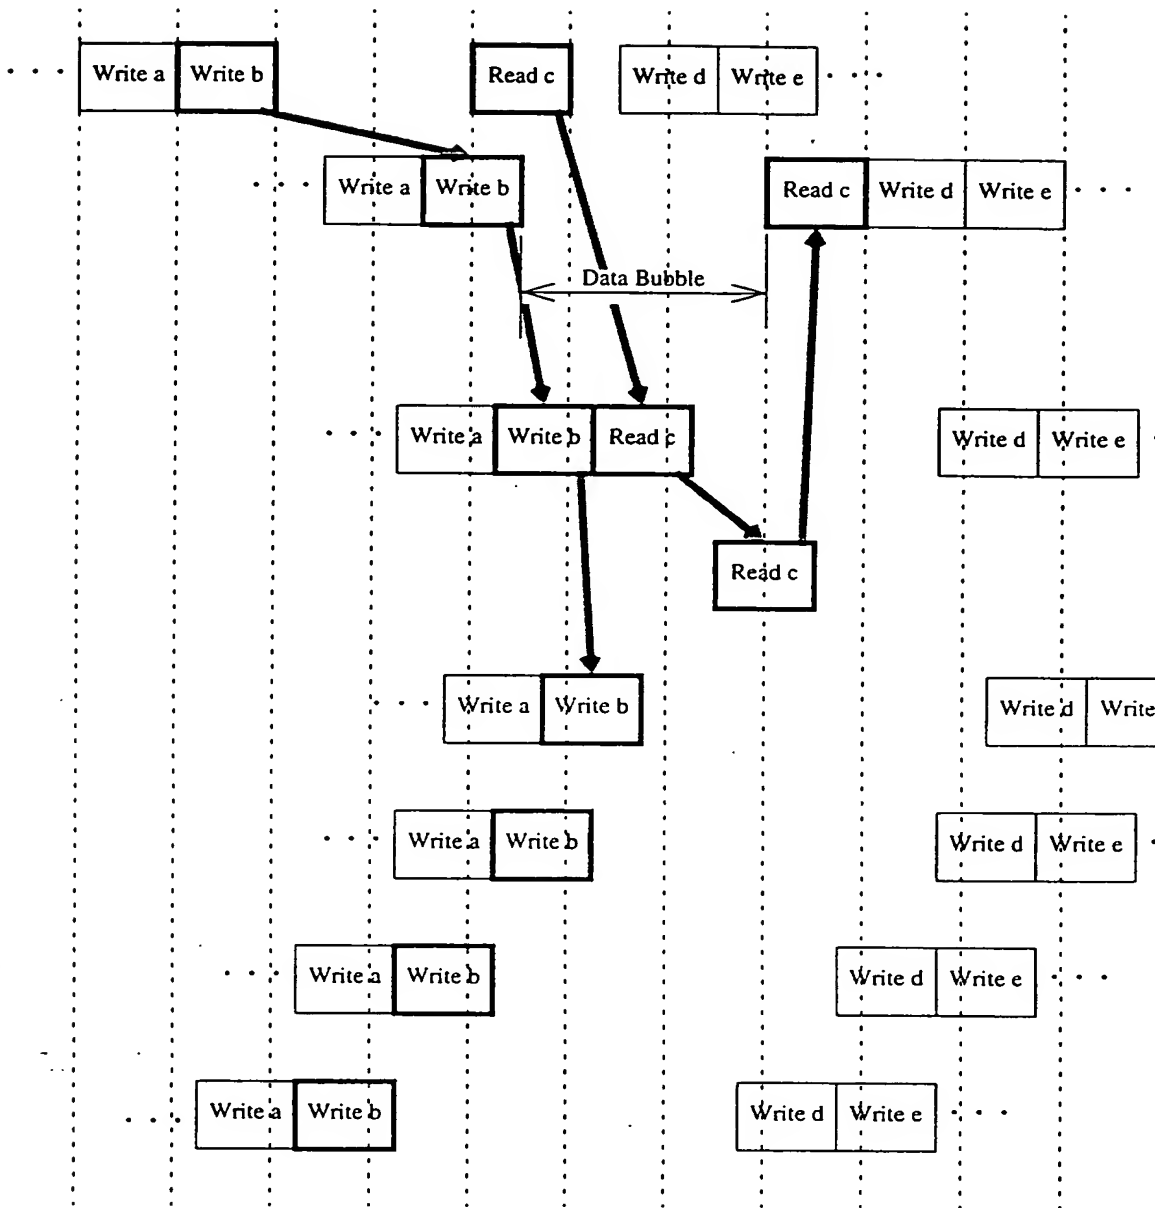 · · · · Write a Write b Read c Write d Write e · · ·
· · · · Write a Write b Read c Write d Write e · · ·
Data Bubble
· · · · Write a Write b Read c Write d Write e ·
Read c
· · · · Write a Write b Write d Write
· · · · Write a Write b Write d Write e ·
· · · · Write a Write b Write d Write e · · · ·
· · · · Write a Write b Write d Write e · · · ·